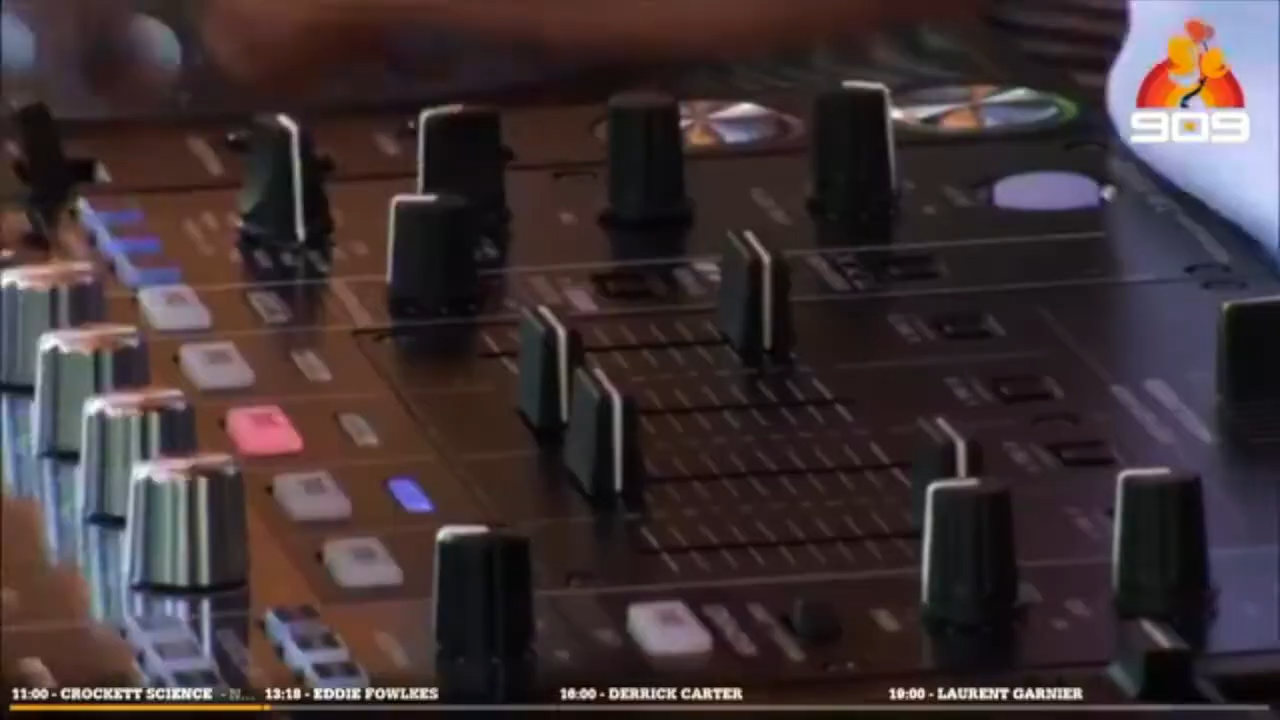 909
11:00 - CROCKETT SCIENCE - N... 13:18 - EDDIE FOWLKES 16:00 - DERRICK CARTER 19:00 - LAURENT GARNIER